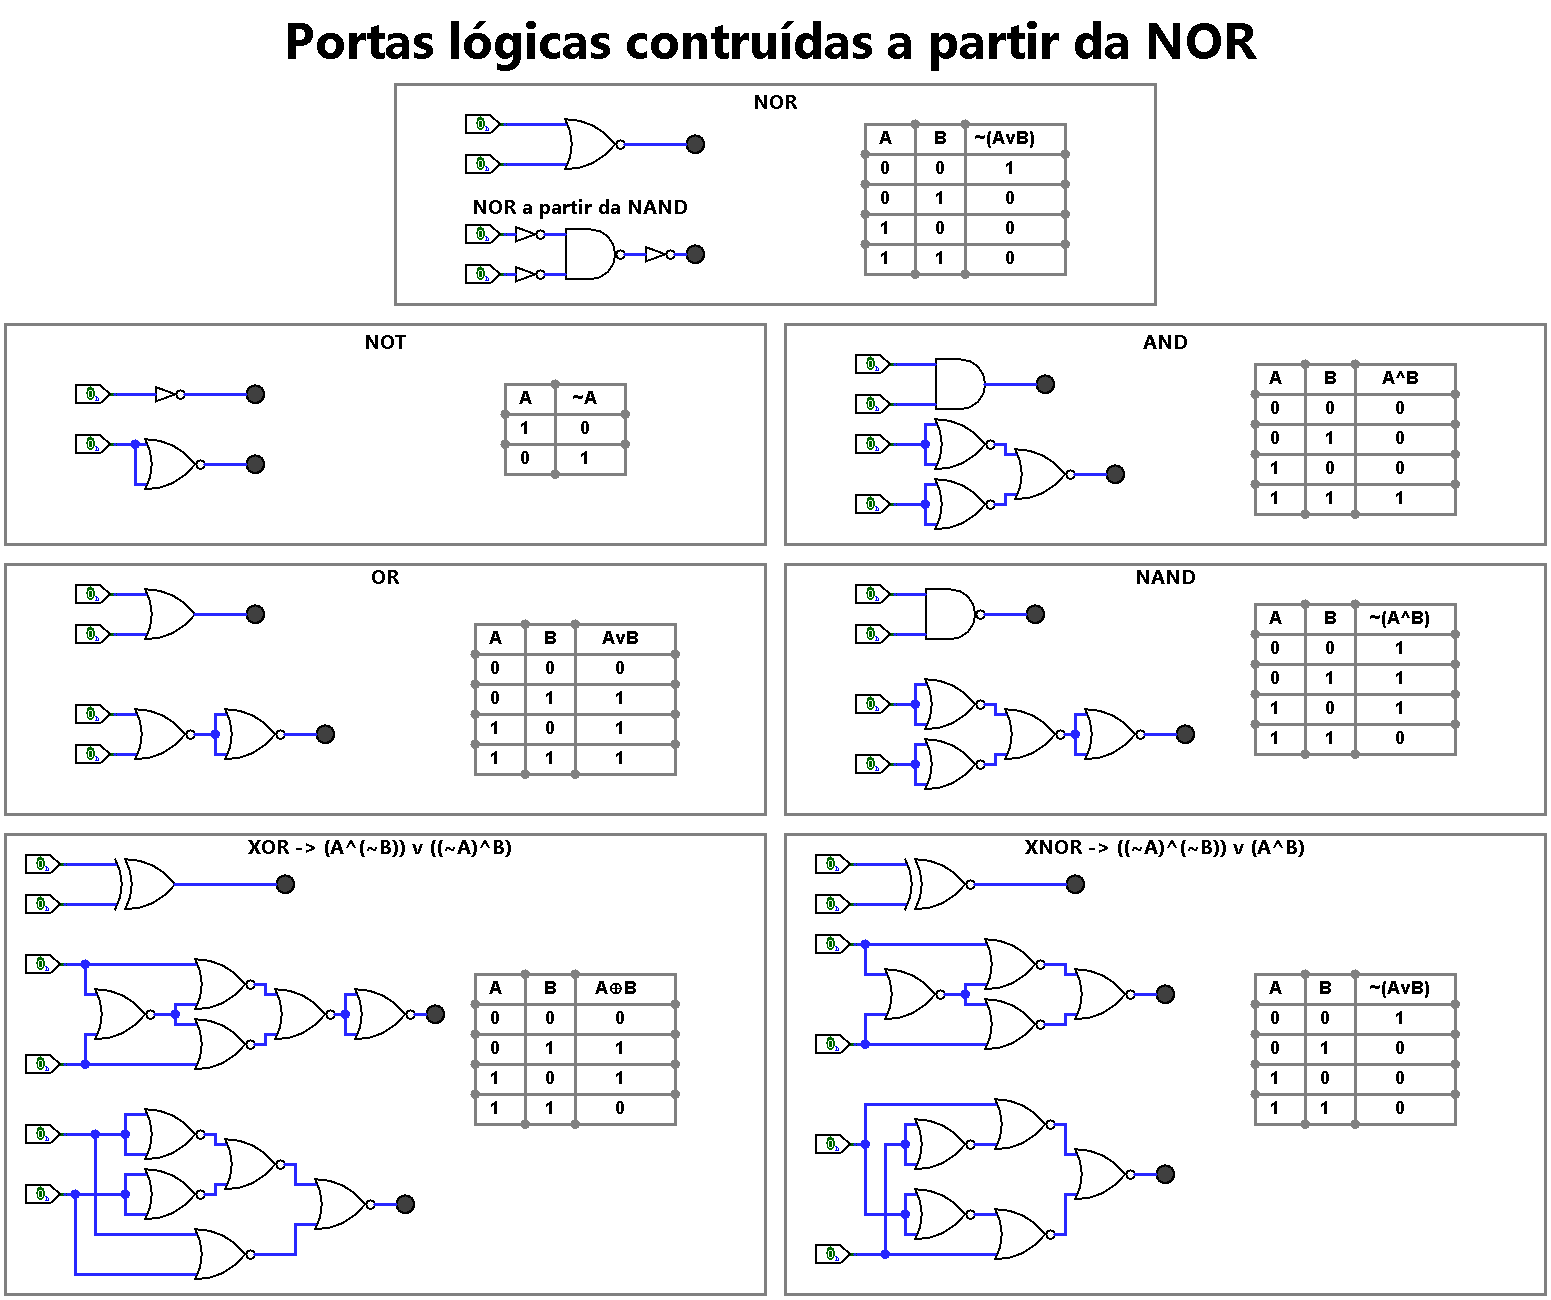 Portas lógicas contruídas a partir da NOR
NOR
A B ~(AvB)
0 0 1
0 1 0
1 0 0
1 1 0
NOR a partir da NAND
NOT
A ~A
1 0
0 1
AND
A B A^B
0 0 0
0 1 0
1 0 0
1 1 1
OR
A B AvB
0 0 0
0 1 1
1 0 1
1 1 1
NAND
A B ~(A^B)
0 0 1
0 1 1
1 0 1
1 1 0
XOR -> (A^(~B)) v ((~A)^B)
A B A⊕B
0 0 0
0 1 1
1 0 1
1 1 0
XNOR -> ((~A)^(~B)) v (A^B)
A B ~(AvB)
0 0 1
0 1 0
1 0 0
1 1 0